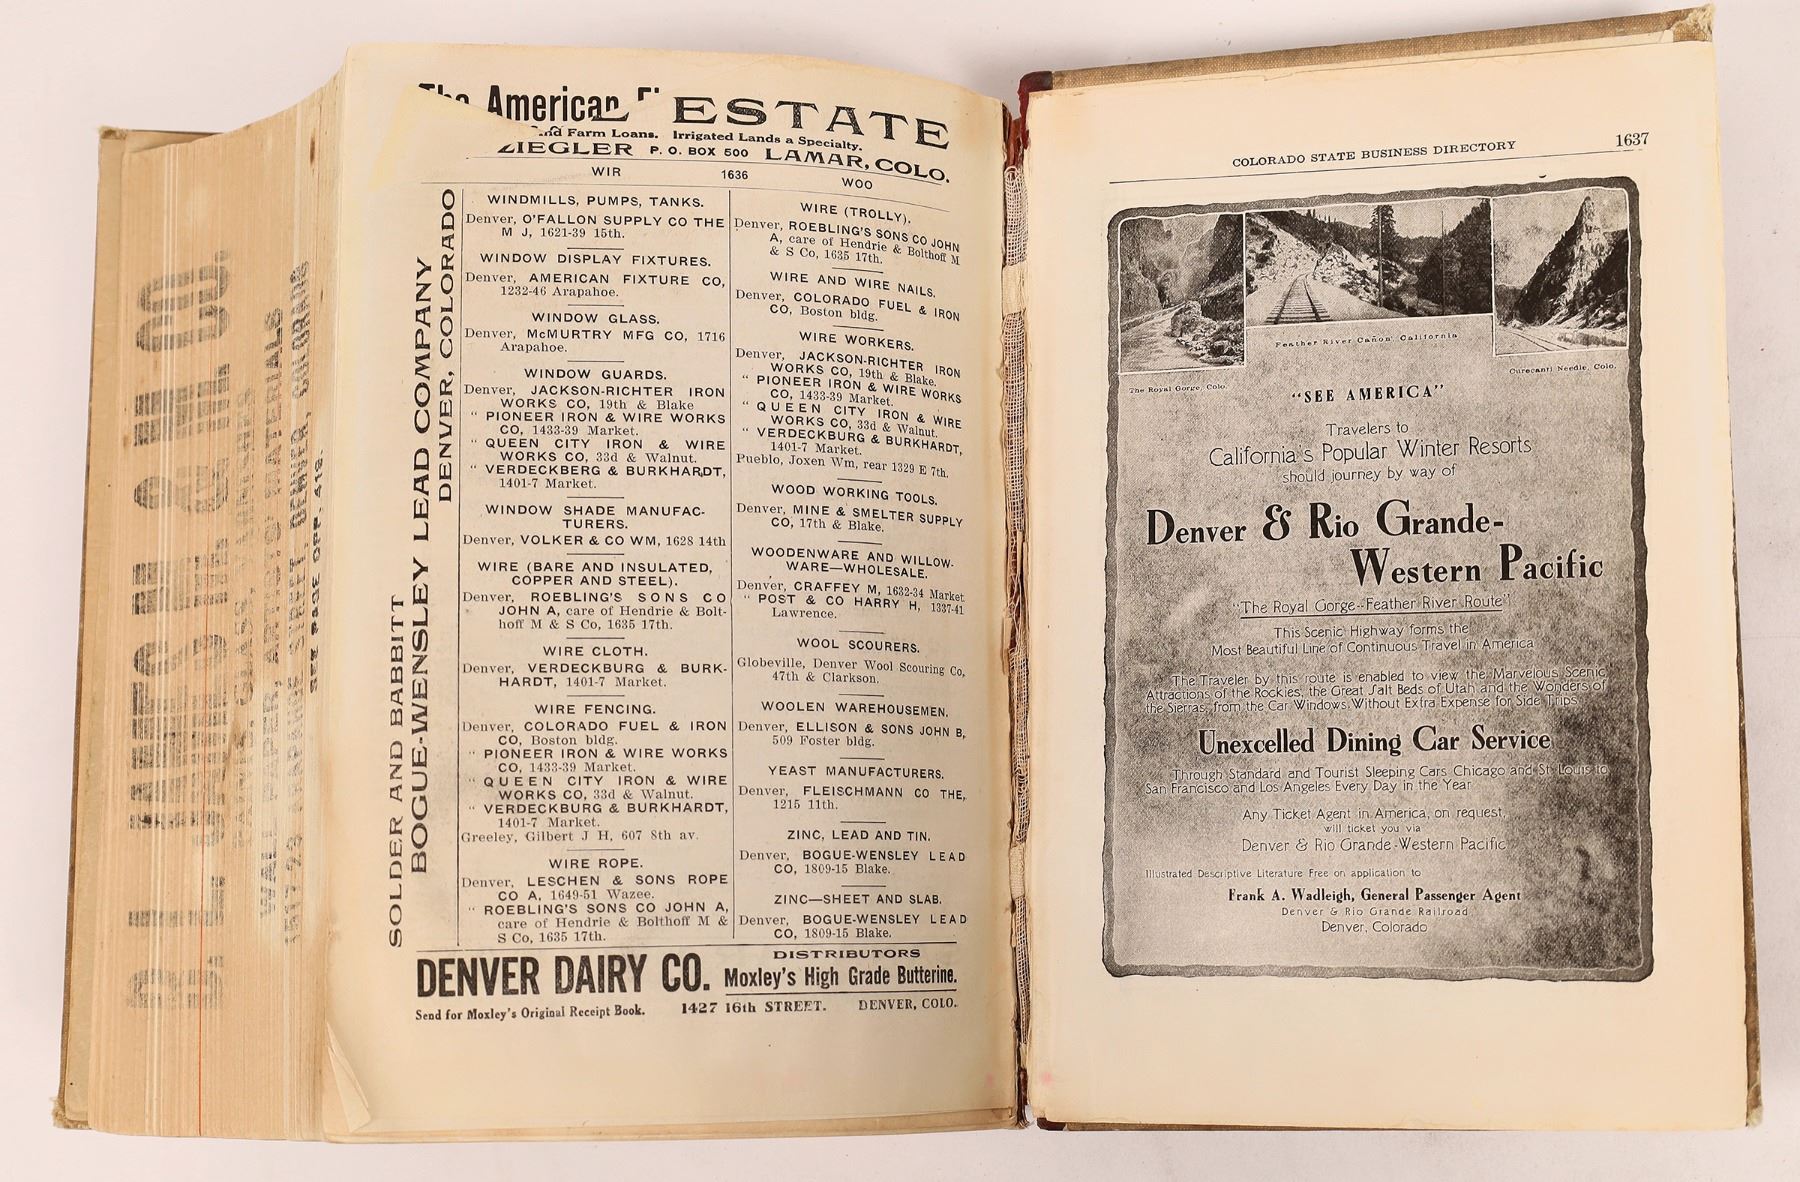 The American
ESTATE
and Farm Loans. Irrigated Lands a Specialty.
ZIEGLER P. O. BOX 500 LAMAR, COLO.
WIR 1636 WOO
SOLDER AND BABBITT
BOGUE-WENSLEY LEAD COMPANY
DENVER, COLORADO
WINDMILLS, PUMPS, TANKS.
Denver, O'FALLON SUPPLY CO THE
M J, 1621-39 15th.
WINDOW DISPLAY FIXTURES.
Denver, AMERICAN FIXTURE CO,
1232-46 Arapahoe.
WINDOW GLASS.
Denver, McMURTRY MFG CO, 1716
Arapahoe.
WINDOW GUARDS.
Denver, JACKSON-RICHTER IRON
WORKS CO, 19th & Blake
" PIONEER IRON & WIRE WORKS
CO, 1433-39 Market.
" QUEEN CITY IRON & WIRE
WORKS CO, 33d & Walnut.
" VERDECKBERG & BURKHARDT,
1401-7 Market.
WINDOW SHADE MANUFAC-
TURERS.
Denver, VOLKER & CO WM, 1628 14th
WIRE (BARE AND INSULATED,
COPPER AND STEEL).
Denver, ROEBLING'S SONS CO
JOHN A, care of Hendrie & Bolt-
hoff M & S Co, 1635 17th.
WIRE CLOTH.
Denver, VERDECKBURG & BURK-
HARDT, 1401-7 Market.
WIRE FENCING.
Denver, COLORADO FUEL & IRON
CO, Boston bldg.
" PIONEER IRON & WIRE WORKS
CO, 1433-39 Market.
" QUEEN CITY IRON & WIRE
WORKS CO, 33d & Walnut.
" VERDECKBURG & BURKHARDT,
1401-7 Market.
Greeley, Gilbert J H, 607 8th av.
WIRE ROPE.
Denver, LESCHEN & SONS ROPE
CO A, 1649-51 Wazee.
" ROEBLING'S SONS CO JOHN A,
care of Hendrie & Bolthoff M &
S Co, 1635 17th.
WIRE (TROLLY).
Denver, ROEBLING'S SONS CO JOHN
A, care of Hendrie & Bolthoff M
& S Co, 1635 17th.
WIRE AND WIRE NAILS.
Denver, COLORADO FUEL & IRON
CO, Boston bldg.
WIRE WORKERS.
Denver, JACKSON-RICHTER IRON
WORKS CO, 19th & Blake.
" PIONEER IRON & WIRE WORKS
CO, 1433-39 Market.
" QUEEN CITY IRON & WIRE
WORKS CO, 33d & Walnut.
" VERDECKBURG & BURKHARDT,
1401-7 Market.
Pueblo, Joxen Wm, rear 1329 E 7th.
WOOD WORKING TOOLS.
Denver, MINE & SMELTER SUPPLY
CO, 17th & Blake.
WOODENWARE AND WILLOW-
WARE—WHOLESALE.
Denver, CRAFFEY M, 1632-34 Market
" POST & CO HARRY H, 1337-41
Lawrence.
WOOL SCOURERS.
Globeville, Denver Wool Scouring Co,
47th & Clarkson.
WOOLEN WAREHOUSEMEN.
Denver, ELLISON & SONS JOHN B,
509 Foster bldg.
YEAST MANUFACTURERS.
Denver, FLEISCHMANN CO THE,
1215 11th.
ZINC, LEAD AND TIN.
Denver, BOGUE-WENSLEY LEAD
CO, 1809-15 Blake.
ZINC—SHEET AND SLAB.
Denver, BOGUE-WENSLEY LEAD
CO, 1809-15 Blake.
DENVER DAIRY CO.
DISTRIBUTORS
Moxley's High Grade Butterine.
Send for Moxley's Original Receipt Book. 1427 16th STREET. DENVER, COLO.
WALL PAPER, ARTISTS' MATERIALS
SEE PAGE OPP. 418.
COLORADO STATE BUSINESS DIRECTORY 1637
The Royal Gorge, Colo.
Feather River Cañon, California
Curecanti Needle, Colo.
"SEE AMERICA"
Travelers to
California's Popular Winter Resorts
should journey by way of
Denver & Rio Grande-
Western Pacific
"The Royal Gorge--Feather River Route"
This Scenic Highway forms the
Most Beautiful Line of Continuous Travel in America
The Traveler by this route is enabled to view the Marvelous Scenic
Attractions of the Rockies, the Great Salt Beds of Utah and the Wonders of
the Sierras, from the Car Windows, Without Extra Expense for Side Trips
Unexcelled Dining Car Service
Through Standard and Tourist Sleeping Cars Chicago and St. Louis to
San Francisco and Los Angeles Every Day in the Year
Any Ticket Agent in America, on request,
will ticket you via
Denver & Rio Grande-Western Pacific
Illustrated Descriptive Literature Free on application to
Frank A. Wadleigh, General Passenger Agent
Denver & Rio Grande Railroad
Denver, Colorado